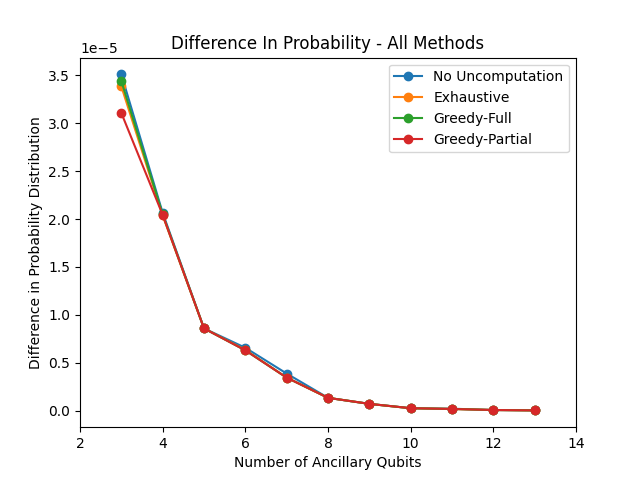 Difference In Probability - All Methods
1e−5
Difference in Probability Distribution
3.5
3.0
2.5
2.0
1.5
1.0
0.5
0.0
No Uncomputation
Exhaustive
Greedy-Full
Greedy-Partial
2 4 6 8 10 12 14
Number of Ancillary Qubits